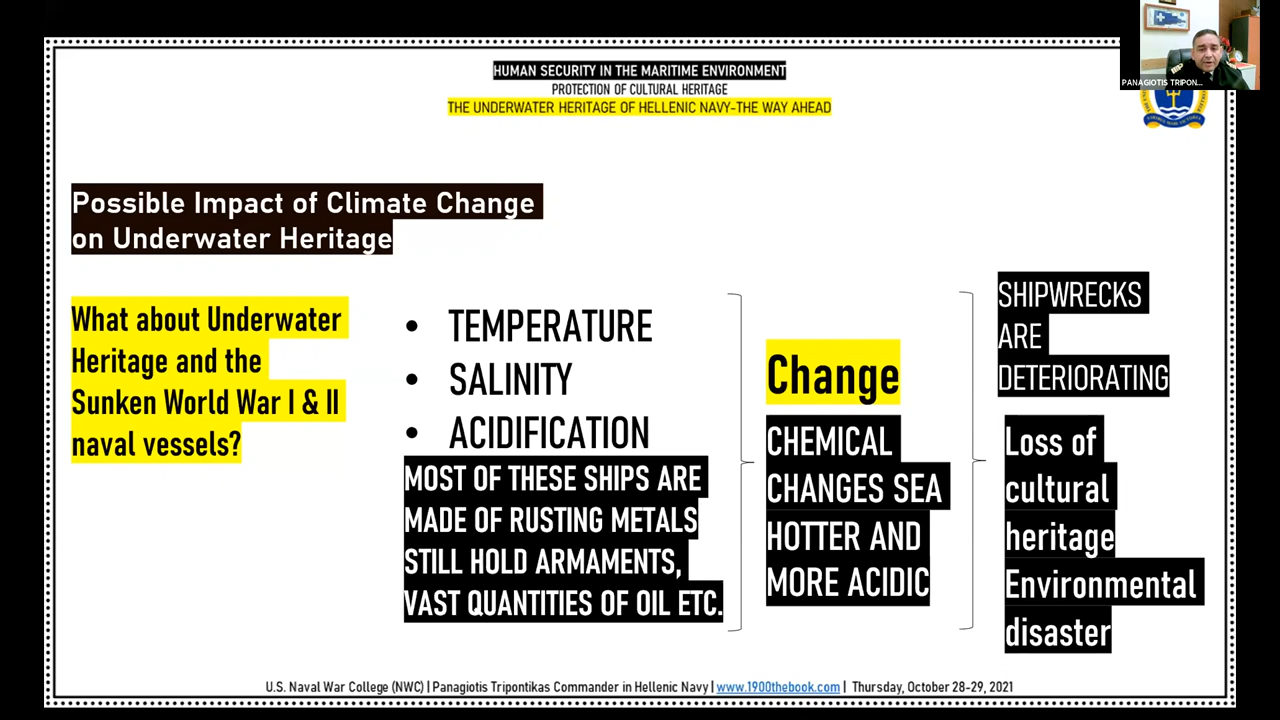 HUMAN SECURITY IN THE MARITIME ENVIRONMENT
PROTECTION OF CULTURAL HERITAGE
THE UNDERWATER HERITAGE OF HELLENIC NAVY-THE WAY AHEAD
PANAGIOTIS TRIPON...
Possible Impact of Climate Change
on Underwater Heritage
What about Underwater
Heritage and the
Sunken World War I & II
naval vessels?
• TEMPERATURE
• SALINITY
• ACIDIFICATION
MOST OF THESE SHIPS ARE
MADE OF RUSTING METALS
STILL HOLD ARMAMENTS,
VAST QUANTITIES OF OIL ETC.
Change
CHEMICAL
CHANGES SEA
HOTTER AND
MORE ACIDIC
SHIPWRECKS
ARE
DETERIORATING
Loss of
cultural
heritage
Environmental
disaster
U.S. Naval War College (NWC) | Panagiotis Tripontikas Commander in Hellenic Navy | www.1900thebook.com | Thursday, October 28-29, 2021